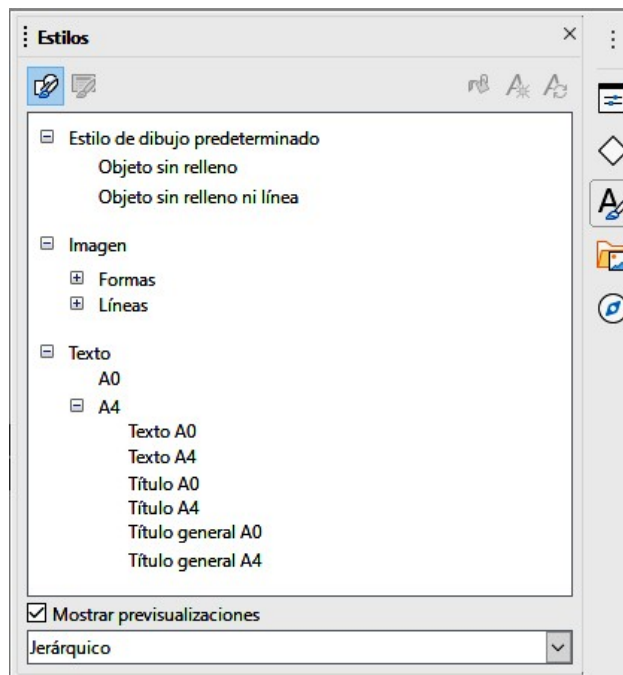 Estilos
Estilo de dibujo predeterminado
Objeto sin relleno
Objeto sin relleno ni línea
Imagen
Formas
Líneas
Texto
A0
A4
Texto A0
Texto A4
Título A0
Título A4
Título general A0
Título general A4
Mostrar previsualizaciones
Jerárquico